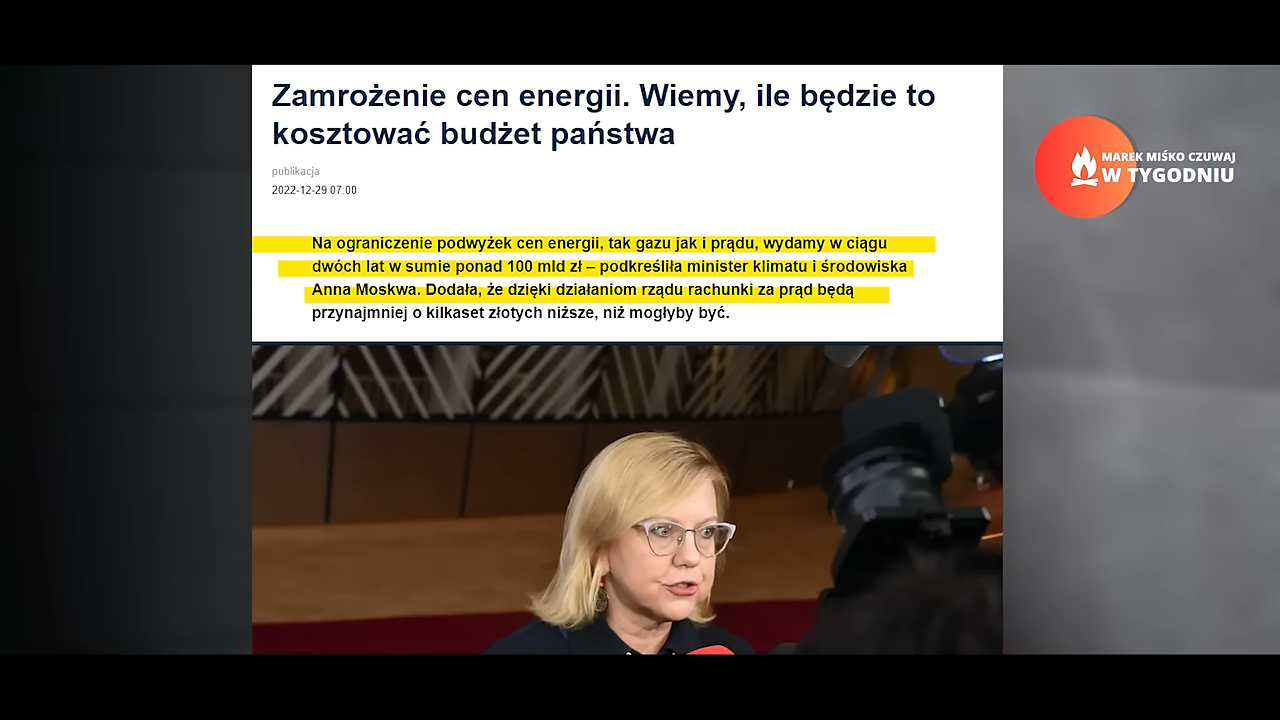 Zamrożenie cen energii. Wiemy, ile będzie to
kosztować budżet państwa
publikacja
2022-12-29 07:00
Na ograniczenie podwyżek cen energii, tak gazu jak i prądu, wydamy w ciągu
dwóch lat w sumie ponad 100 mld zł – podkreśliła minister klimatu i środowiska
Anna Moskwa. Dodała, że dzięki działaniom rządu rachunki za prąd będą
przynajmniej o kilkaset złotych niższe, niż mogłyby być.
MAREK MIŚKO CZUWAJ
W TYGODNIU